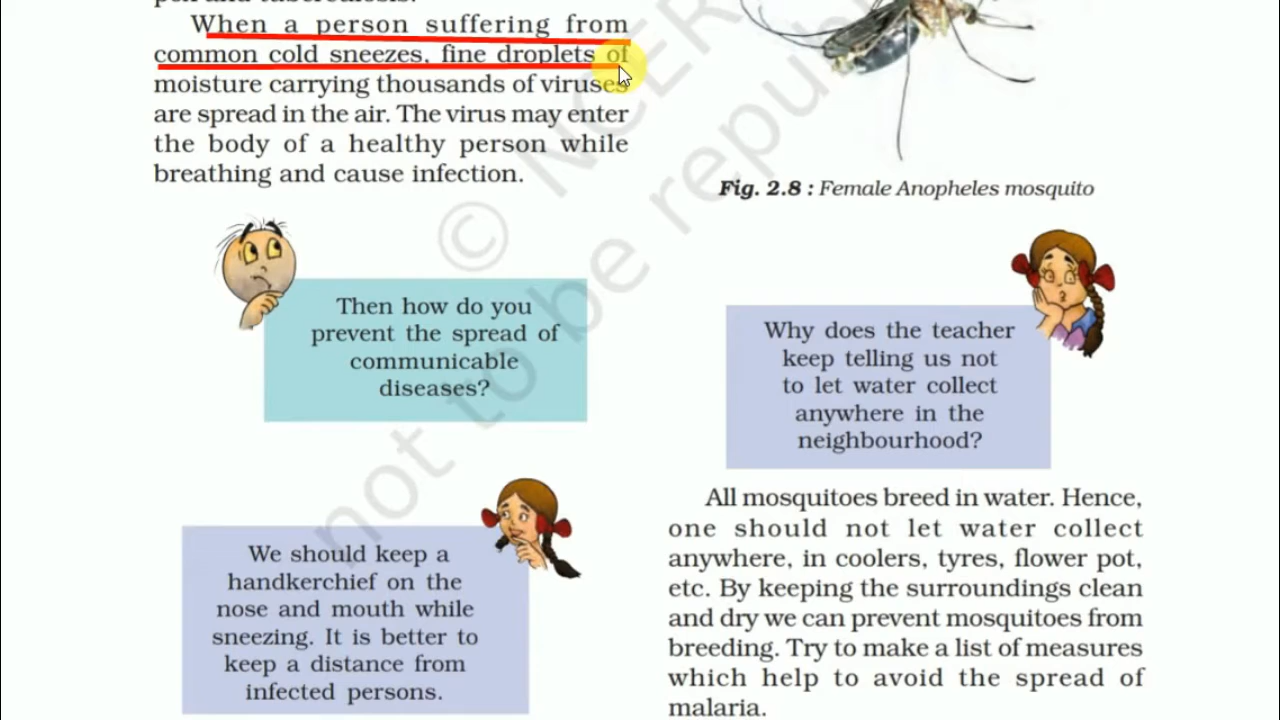 When a person suffering from
common cold sneezes, fine droplets of
moisture carrying thousands of viruses
are spread in the air. The virus may enter
the body of a healthy person while
breathing and cause infection.
Then how do you
prevent the spread of
communicable
diseases?
We should keep a
handkerchief on the
nose and mouth while
sneezing. It is better to
keep a distance from
infected persons.
Fig. 2.8 : Female Anopheles mosquito
Why does the teacher
keep telling us not
to let water collect
anywhere in the
neighbourhood?
All mosquitoes breed in water. Hence,
one should not let water collect
anywhere, in coolers, tyres, flower pot,
etc. By keeping the surroundings clean
and dry we can prevent mosquitoes from
breeding. Try to make a list of measures
which help to avoid the spread of
malaria.
© NCER
not to be republ